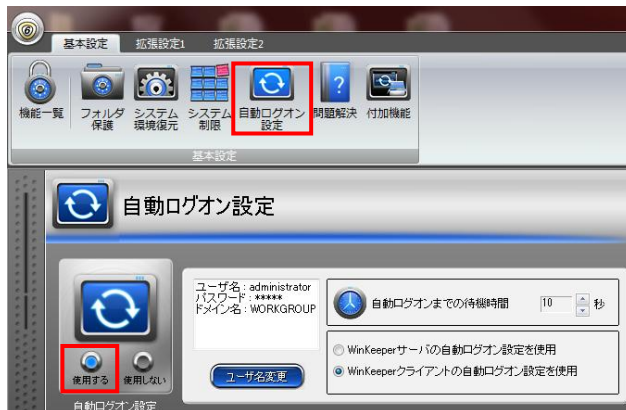 基本設定 拡張設定1 拡張設定2
機能一覧 フォルダ保護 システム環境復元 システム制限 自動ログオン設定 問題解決 付加機能
基本設定
自動ログオン設定
ユーザ名 : administrator
パスワード : *****
ドメイン名 : WORKGROUP
自動ログオンまでの待機時間 10 秒
WinKeeperサーバの自動ログオン設定を使用
WinKeeperクライアントの自動ログオン設定を使用
使用する 使用しない
ユーザ名変更
自動ログオン設定